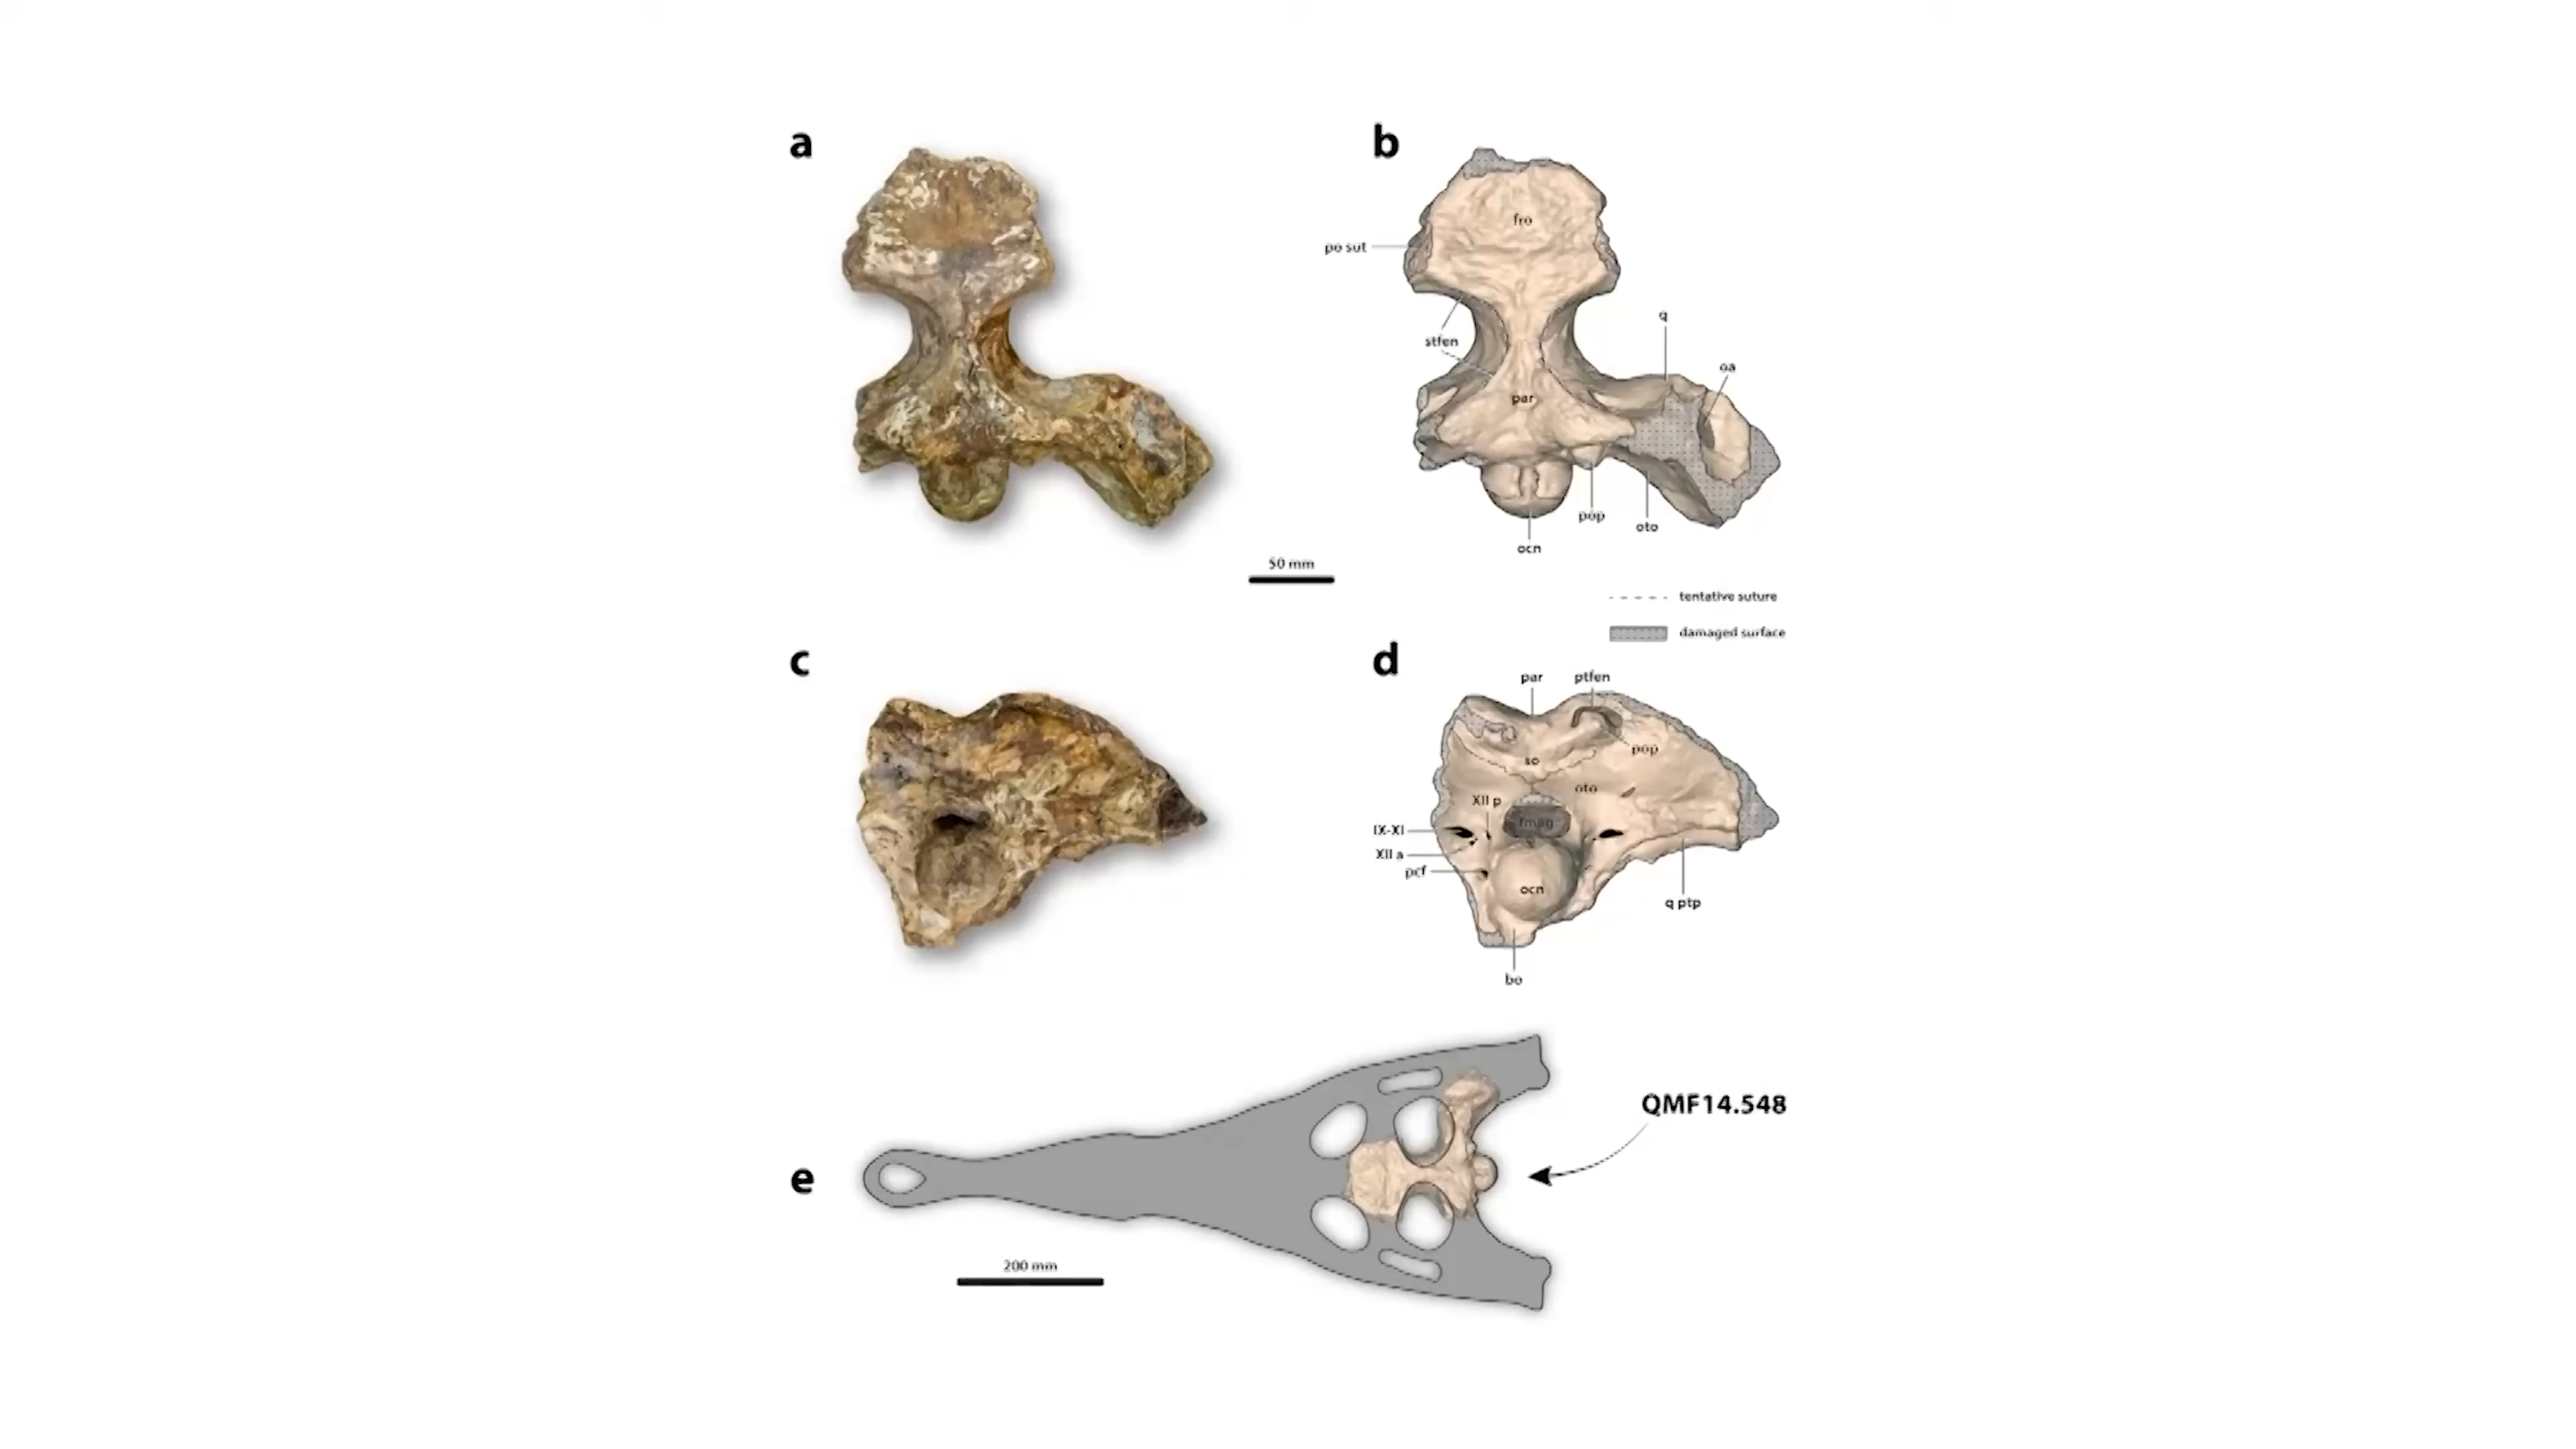 a
b
fro
po sut
q
stfen
oa
par
pop
oto
ocn
50 mm
tentative suture
damaged surface
c
d
par
ptfen
pop
so
oto
XII p
fmag
IX-XI
XII a
pcf
ocn
q ptp
bo
QMF14.548
e
200 mm